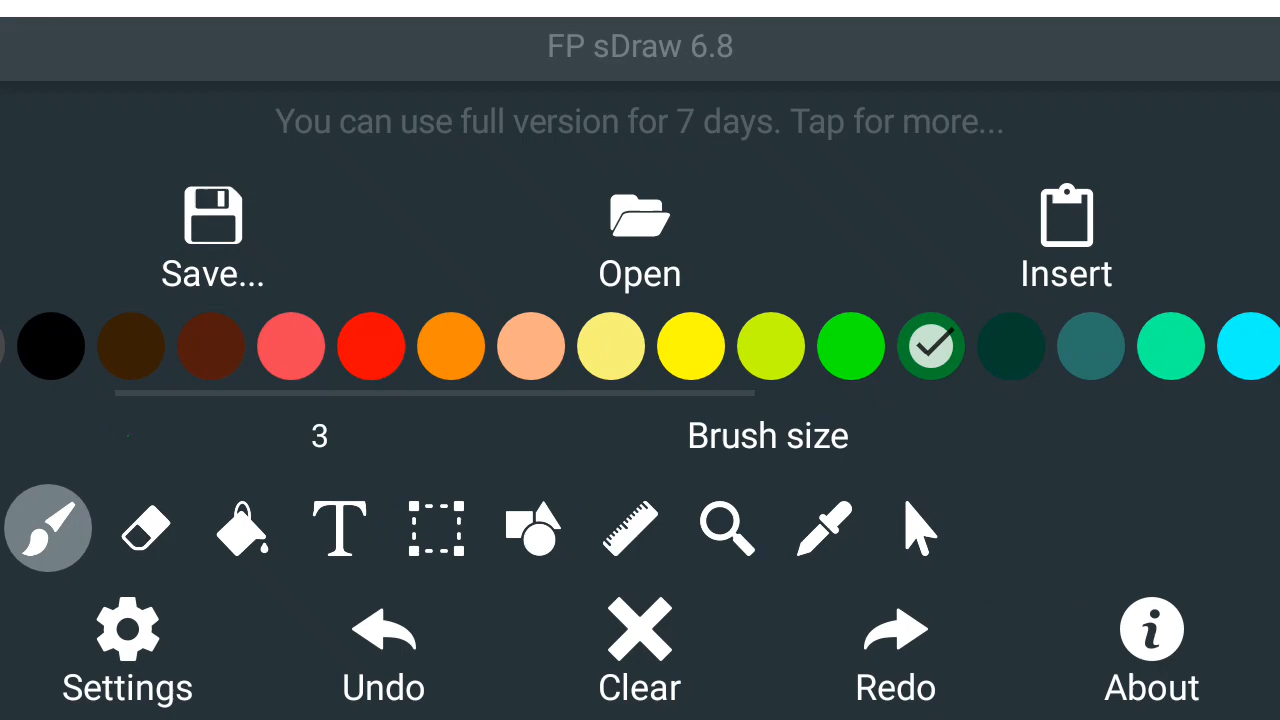 FP sDraw 6.8
You can use full version for 7 days. Tap for more...
Save... Open Insert
3 Brush size
Settings Undo Clear Redo About